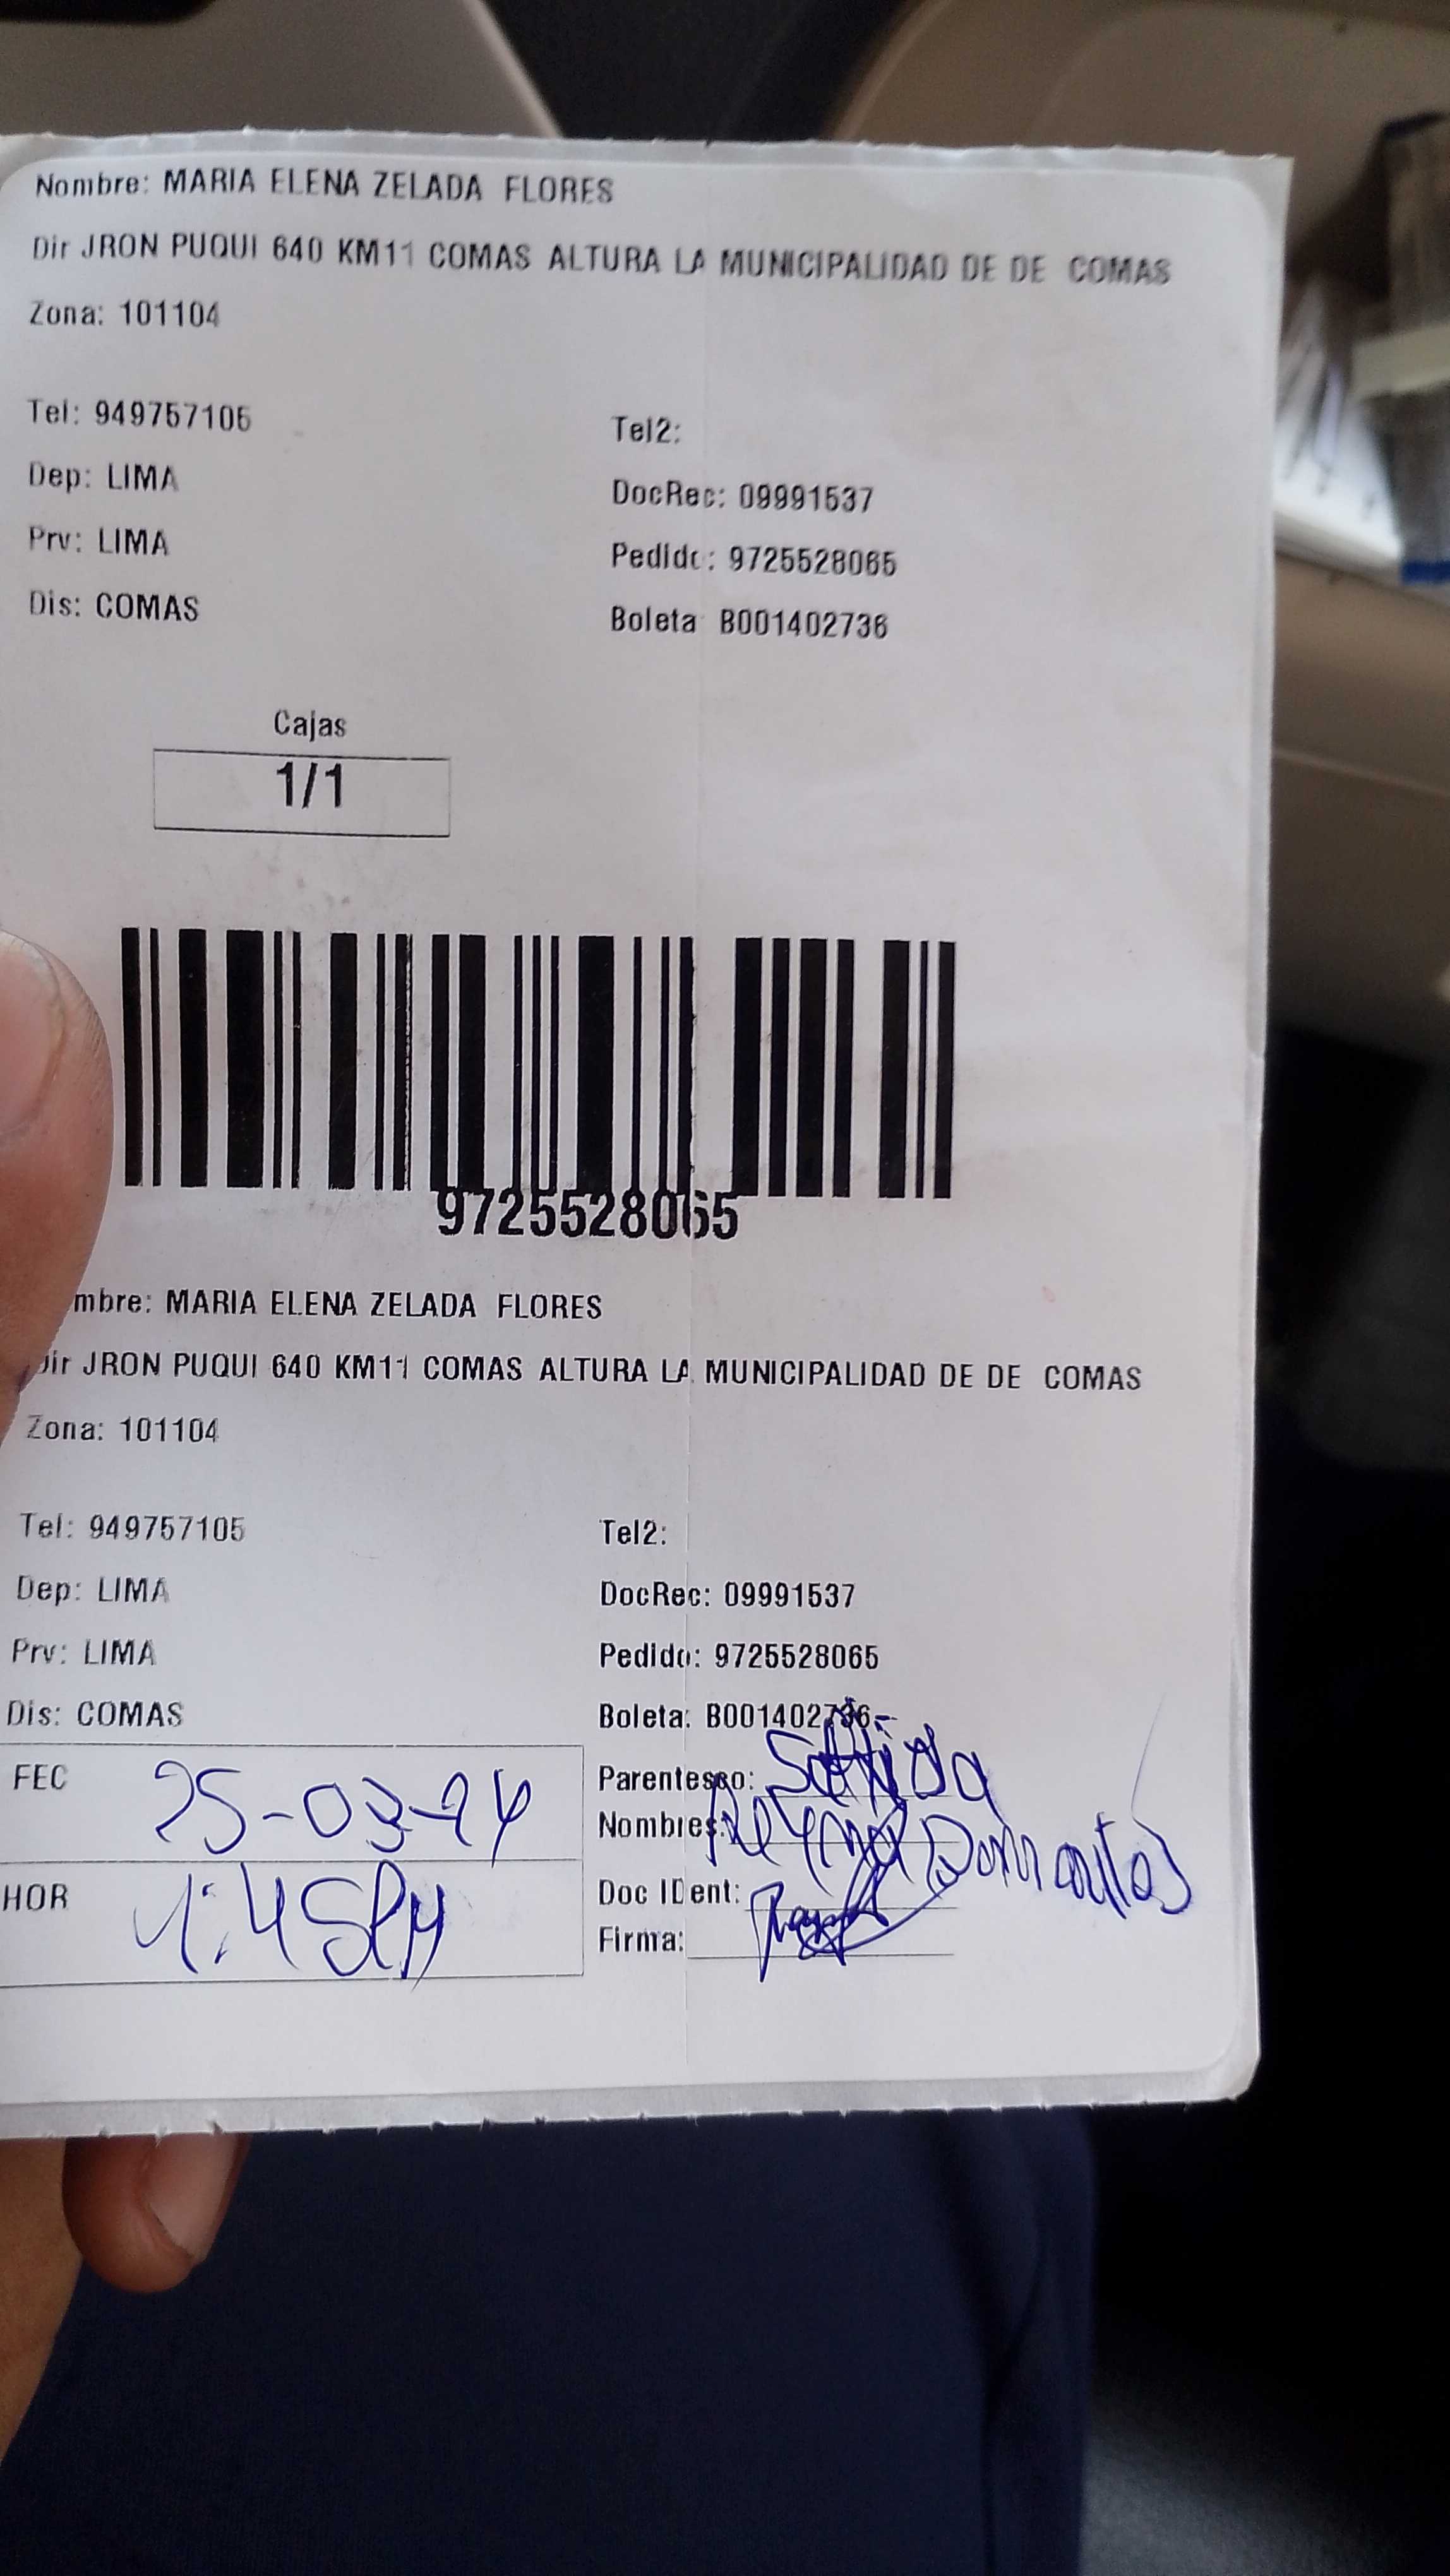 Nombre: MARIA ELENA ZELADA FLORES
Dir JRON PUQUI 640 KM11 COMAS ALTURA LA MUNICIPALIDAD DE DE COMAS
Zona: 101104
Tel: 949757105
Tel2:
Dep: LIMA
DocRec: 09991537
Prv: LIMA
Pedido: 9725528065
Dis: COMAS
Boleta: B001402736
Cajas
1/1
9725528065
mbre: MARIA ELENA ZELADA FLORES
Dir JRON PUQUI 640 KM11 COMAS ALTURA LA MUNICIPALIDAD DE DE COMAS
Zona: 101104
Tel: 949757105
Tel2:
Dep: LIMA
DocRec: 09991537
Prv: LIMA
Pedido: 9725528065
Dis: COMAS
Boleta: B001402736
FEC 25-03-24
Parentesco:
Nombres:
HOR 1:45PM
Doc IDent:
Firma: